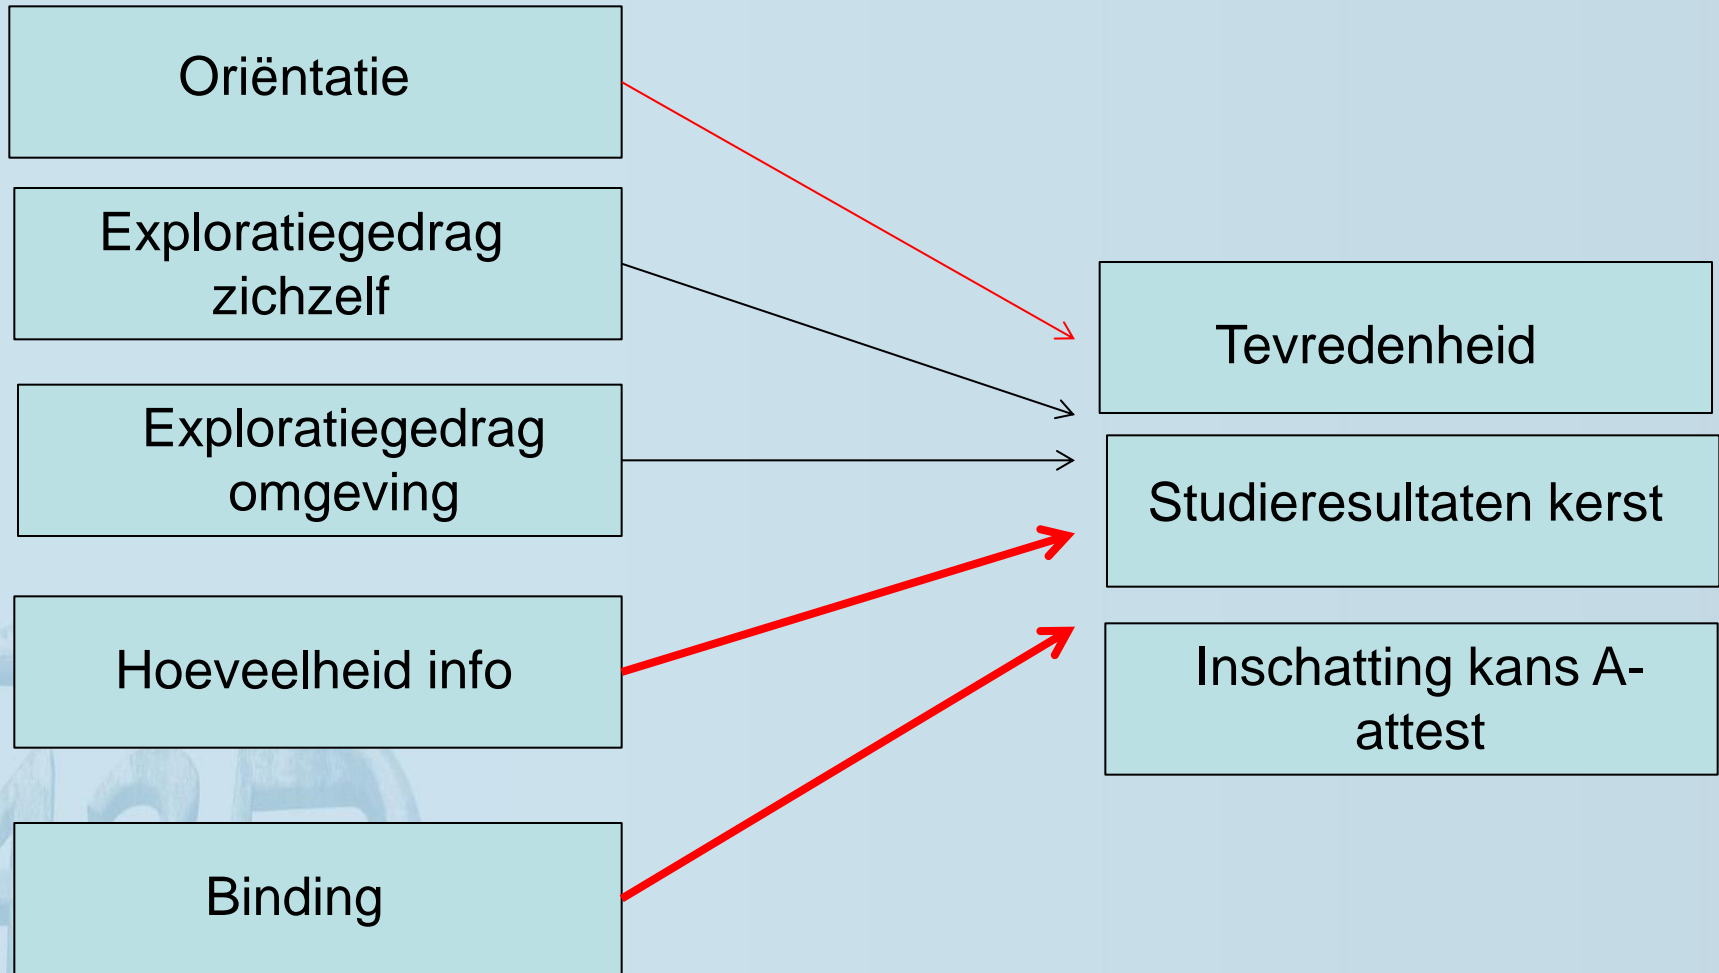 Oriëntatie
Exploratiegedrag
zichzelf
Exploratiegedrag
omgeving
Hoeveelheid info
Binding
Tevredenheid
Studieresultaten kerst
Inschatting kans A-
attest